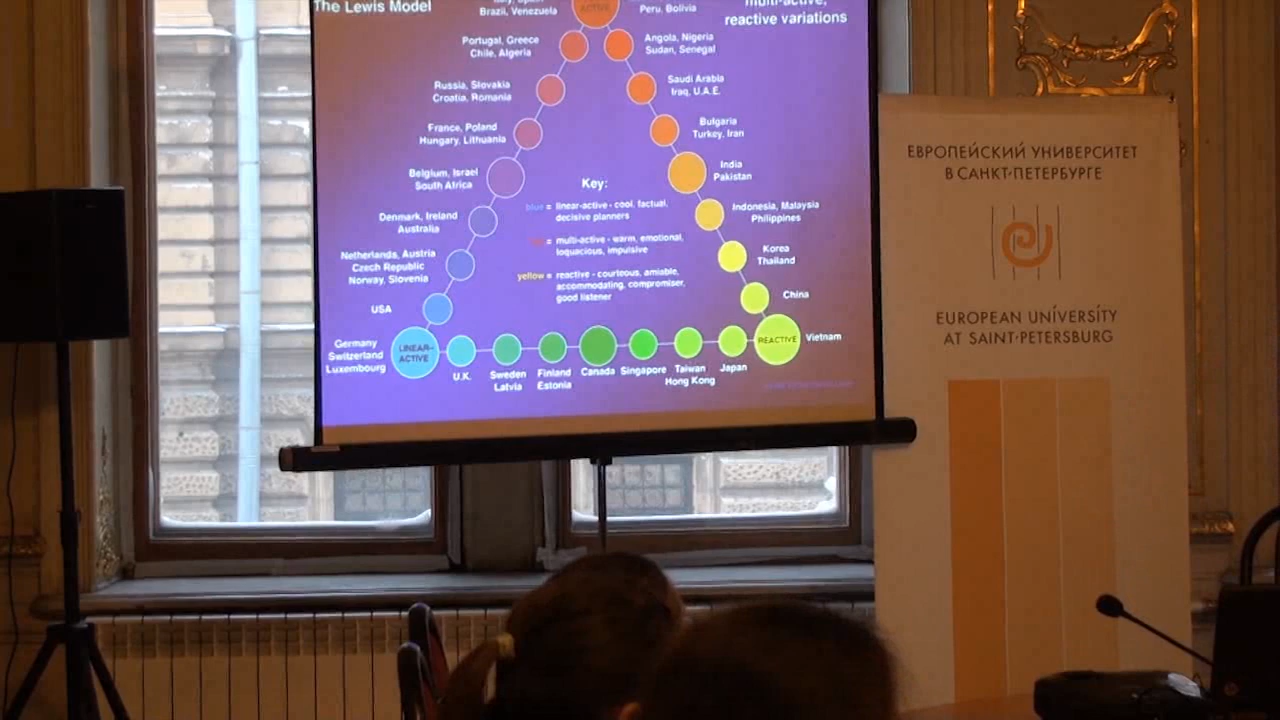 The Lewis Model
Brazil, Venezuela
ACTIVE
Peru, Bolivia
multi-active,
reactive variations
Portugal, Greece
Chile, Algeria
Angola, Nigeria
Sudan, Senegal
Russia, Slovakia
Croatia, Romania
Saudi Arabia
Iraq, U.A.E.
France, Poland
Hungary, Lithuania
Bulgaria
Turkey, Iran
Belgium, Israel
South Africa
India
Pakistan
Key:
blue = linear-active - cool, factual,
decisive planners
red = multi-active - warm, emotional,
loquacious, impulsive
yellow = reactive - courteous, amiable,
accommodating, compromiser,
good listener
Denmark, Ireland
Australia
Indonesia, Malaysia
Philippines
Netherlands, Austria
Czech Republic
Norway, Slovenia
Korea
Thailand
USA
China
Germany
Switzerland
Luxembourg
LINEAR-
ACTIVE
U.K.
Sweden
Latvia
Finland
Estonia
Canada
Singapore
Taiwan
Hong Kong
Japan
REACTIVE
Vietnam
ЕВРОПЕЙСКИЙ УНИВЕРСИТЕТ
В САНКТ-ПЕТЕРБУРГЕ
EUROPEAN UNIVERSITY
AT SAINT-PETERSBURG